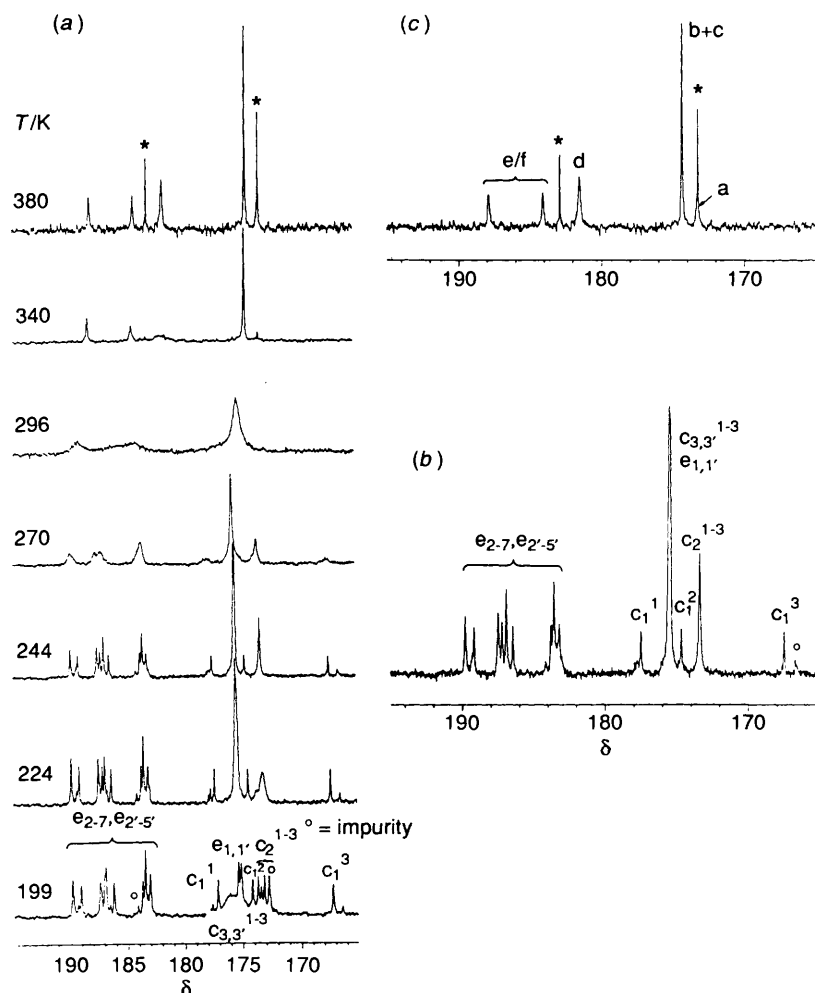 (a)
T/K
*
*
380
340
296
270
244
224
e2-7,e2'-5'
° = impurity
199
°
c1^1
e1,1'
c1^2
c2^1-3
°
c3,3'^1-3
c1^3
190 185 180 175 170
δ
(c)
b+c
*
e/f
*
d
a
190 180 170
(b)
c3,3'^1-3
e1,1'
e2-7,e2'-5'
c2^1-3
c1^1
c1^2
c1^3
°
190 180 170
δ